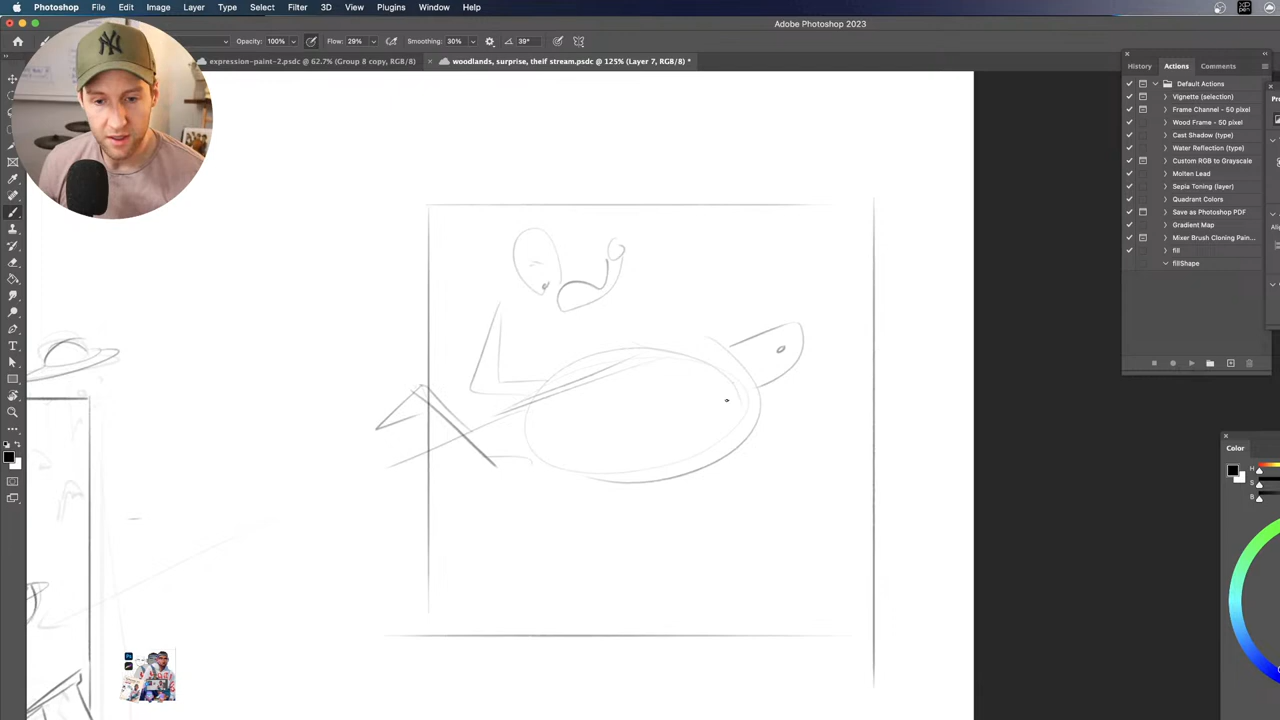 Photoshop File Edit Image Layer Type Select Filter 3D View Plugins Window Help
Adobe Photoshop 2023
Opacity: 100% Flow: 29% Smoothing: 30% 39°
expression-paint-2.psdc @ 62.7% (Group 8 copy, RGB/8)
woodlands, surprise, theif stream.psdc @ 125% (Layer 7, RGB/8) *
History Actions Comments
Default Actions
Vignette (selection)
Frame Channel - 50 pixel
Wood Frame - 50 pixel
Cast Shadow (type)
Water Reflection (type)
Custom RGB to Grayscale
Molten Lead
Sepia Toning (layer)
Quadrant Colors
Save as Photoshop PDF
Gradient Map
Mixer Brush Cloning Pain...
fill
fillShape
Color
H
S
B